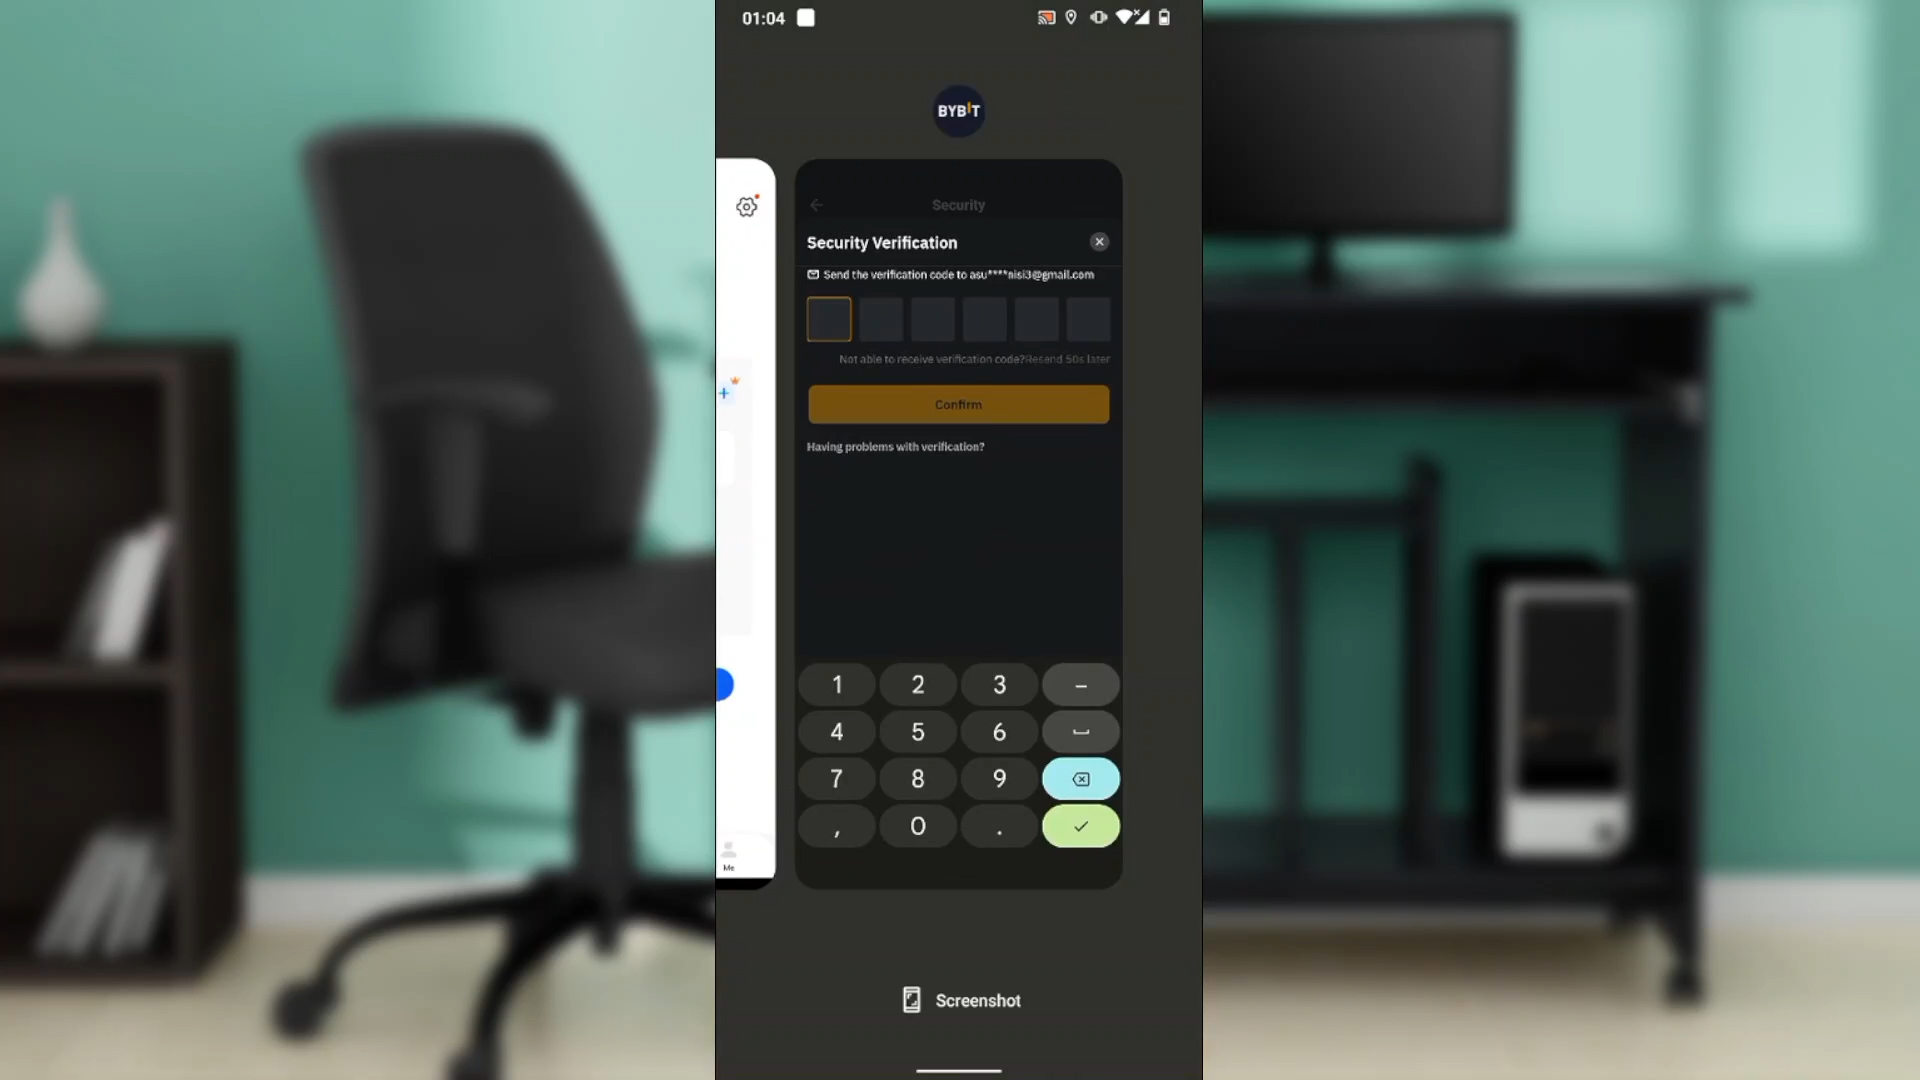 01:04
BYBIT
Security
Security Verification
Send the verification code to asu****nisi3@gmail.com
Not able to receive verification code?Resend 50s later
Confirm
Having problems with verification?
1 2 3 –
4 5 6
7 8 9
, 0 .
Me
Screenshot